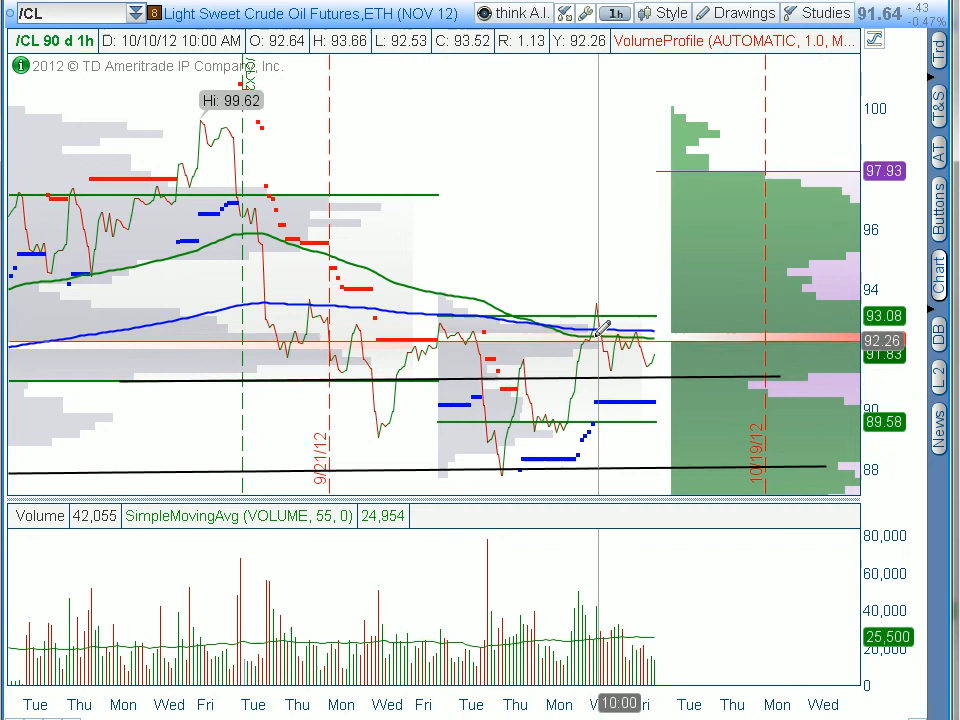 /CL 8 Light Sweet Crude Oil Futures,ETH (NOV 12) think A.I. 1h Style Drawings Studies 91.64 -.43 -0.47%
/CL 90 d 1h D: 10/10/12 10:00 AM O: 92.64 H: 93.66 L: 92.53 C: 93.52 R: 1.13 Y: 92.26 VolumeProfile (AUTOMATIC, 1.0, M...
2012 © TD Ameritrade IP Company, Inc.
Hi: 99.62
9/21/12
10/19/12
100
97.93
96
94
93.08
92.26
91.83
90
89.58
88
Trd
T&S
AT
Buttons
Chart
DB
L 2
News
Volume 42,055 SimpleMovingAvg (VOLUME, 55, 0) 24,954
80,000
60,000
40,000
25,500
20,000
0
Tue Thu Mon Wed Fri Tue Thu Mon Wed Fri Tue Thu Mon W 10:00 ri Tue Thu Mon Wed